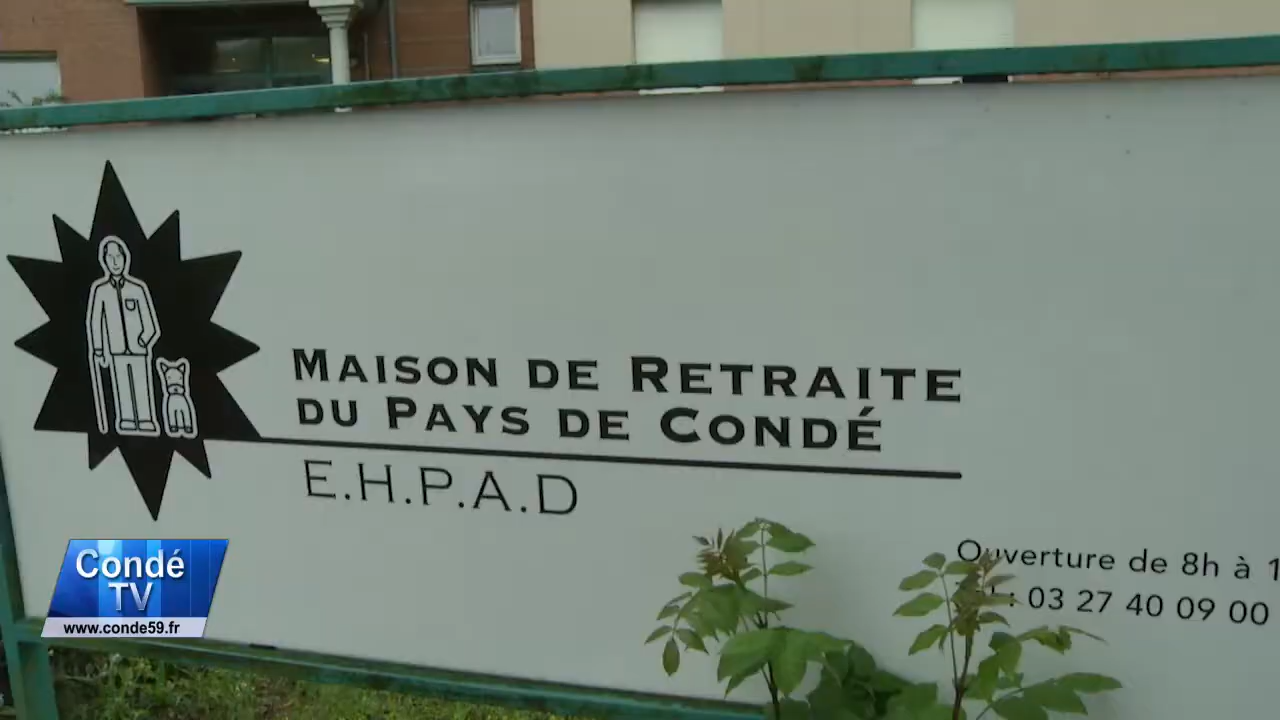 MAISON DE RETRAITE
DU PAYS DE CONDÉ
E.H.P.A.D
Ouverture de 8h à
03 27 40 09 00
Condé
TV
www.conde59.fr